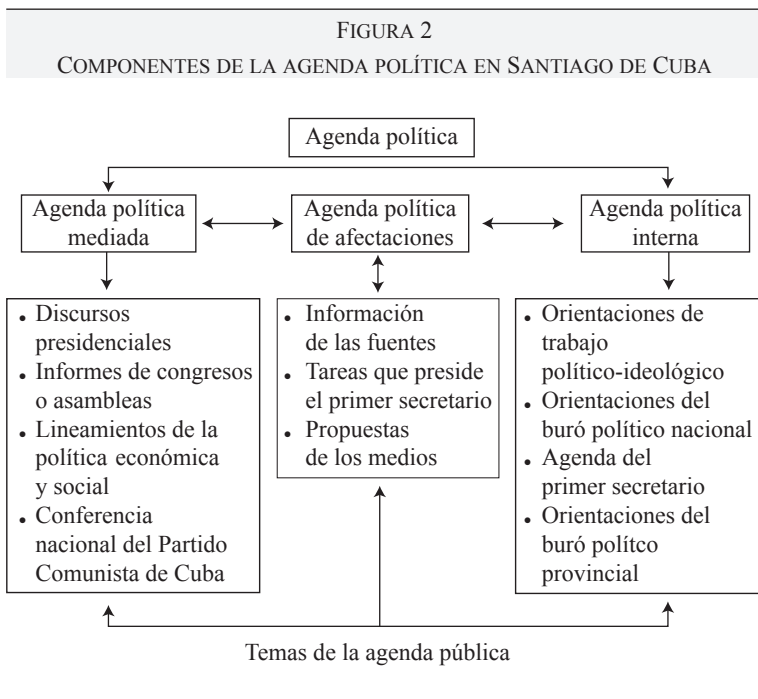 FIGURA 2
COMPONENTES DE LA AGENDA POLÍTICA EN SANTIAGO DE CUBA
Agenda política
Agenda política
mediada
Agenda política
de afectaciones
Agenda política
interna
• Discursos
presidenciales
• Informes de congresos
o asambleas
• Lineamientos de la
política económica
y social
• Conferencia
nacional del Partido
Comunista de Cuba
• Información
de las fuentes
• Tareas que preside
el primer secretario
• Propuestas
de los medios
• Orientaciones de
trabajo
político-ideológico
• Orientaciones del
buró político nacional
• Agenda del
primer secretario
• Orientaciones del
buró polítco
provincial
Temas de la agenda pública